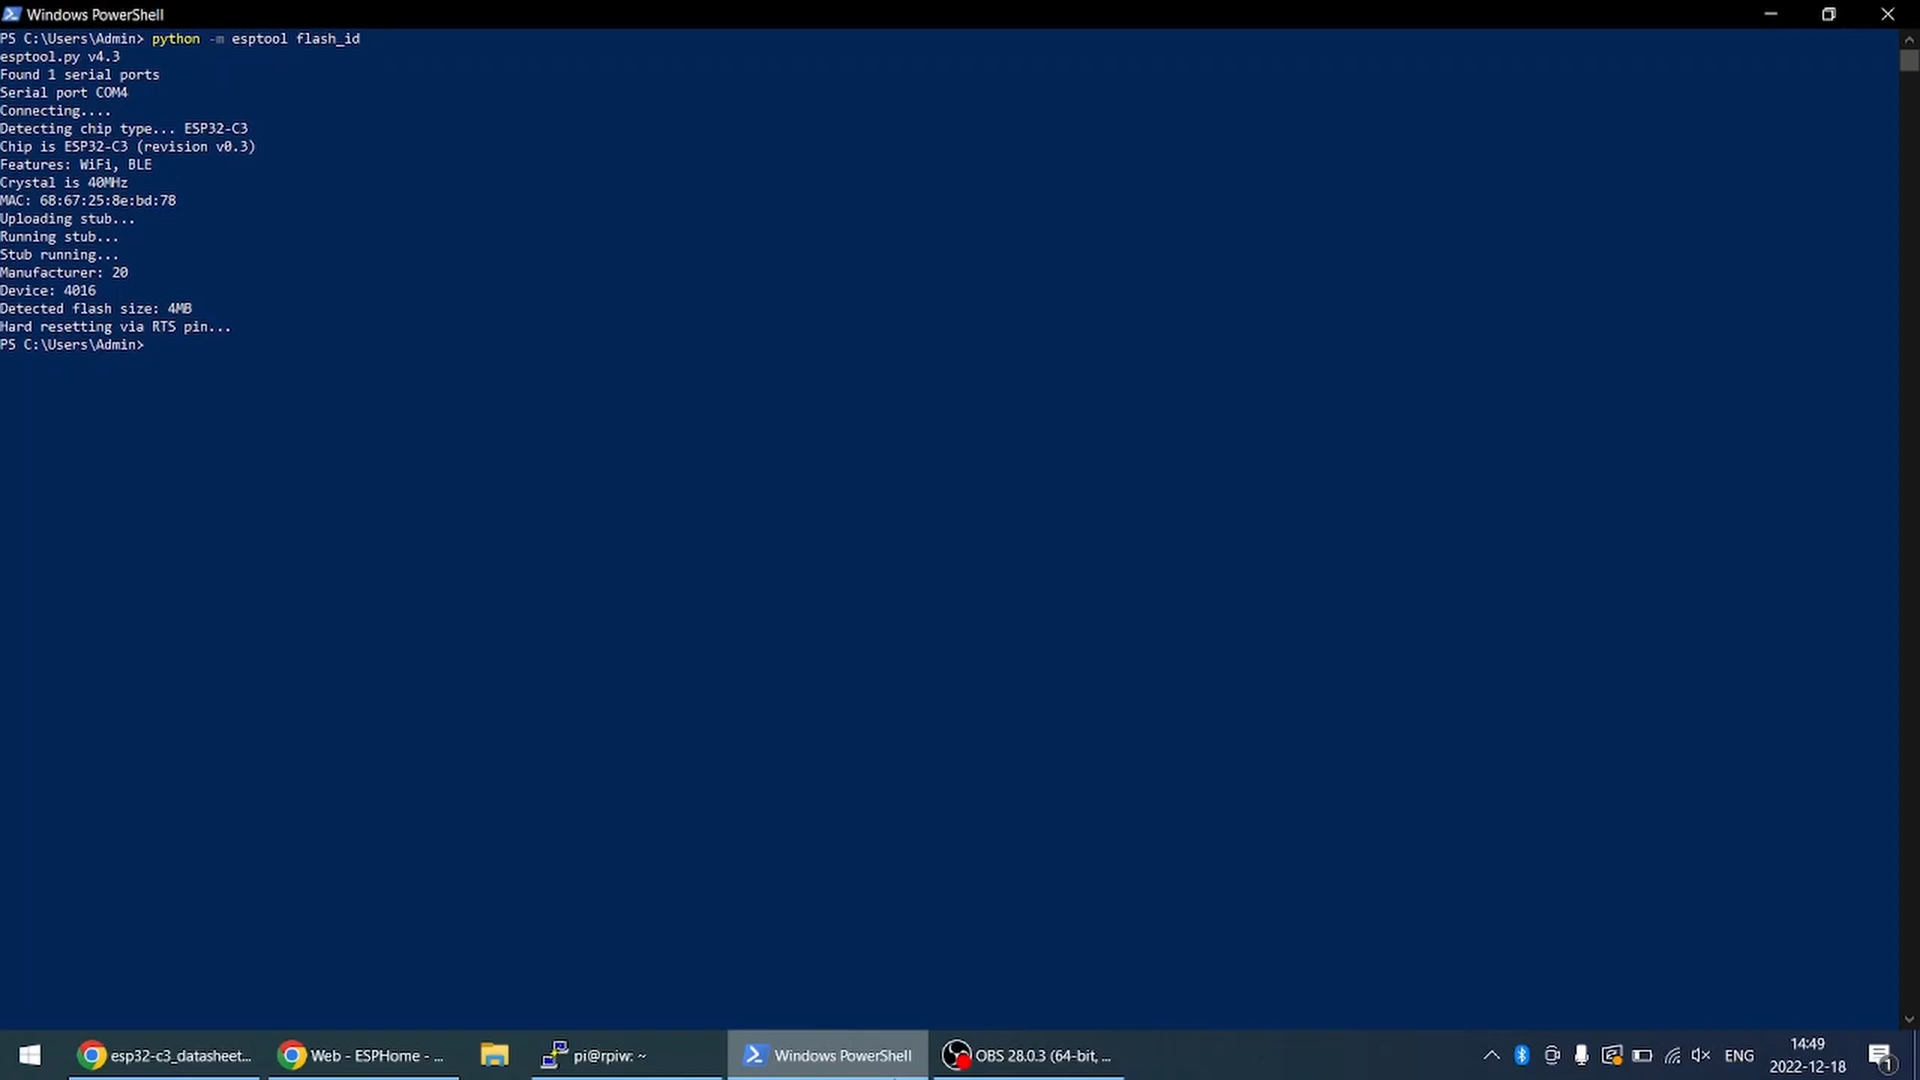 Windows PowerShell
PS C:\Users\Admin> python -m esptool flash_id
esptool.py v4.3
Found 1 serial ports
Serial port COM4
Connecting....
Detecting chip type... ESP32-C3
Chip is ESP32-C3 (revision v0.3)
Features: WiFi, BLE
Crystal is 40MHz
MAC: 68:67:25:8e:bd:78
Uploading stub...
Running stub...
Stub running...
Manufacturer: 20
Device: 4016
Detected flash size: 4MB
Hard resetting via RTS pin...
PS C:\Users\Admin>
esp32-c3_datasheet...
Web - ESPHome - ...
pi@rpiw: ~
Windows PowerShell
OBS 28.0.3 (64-bit, ...
ENG
14:49
2022-12-18
1